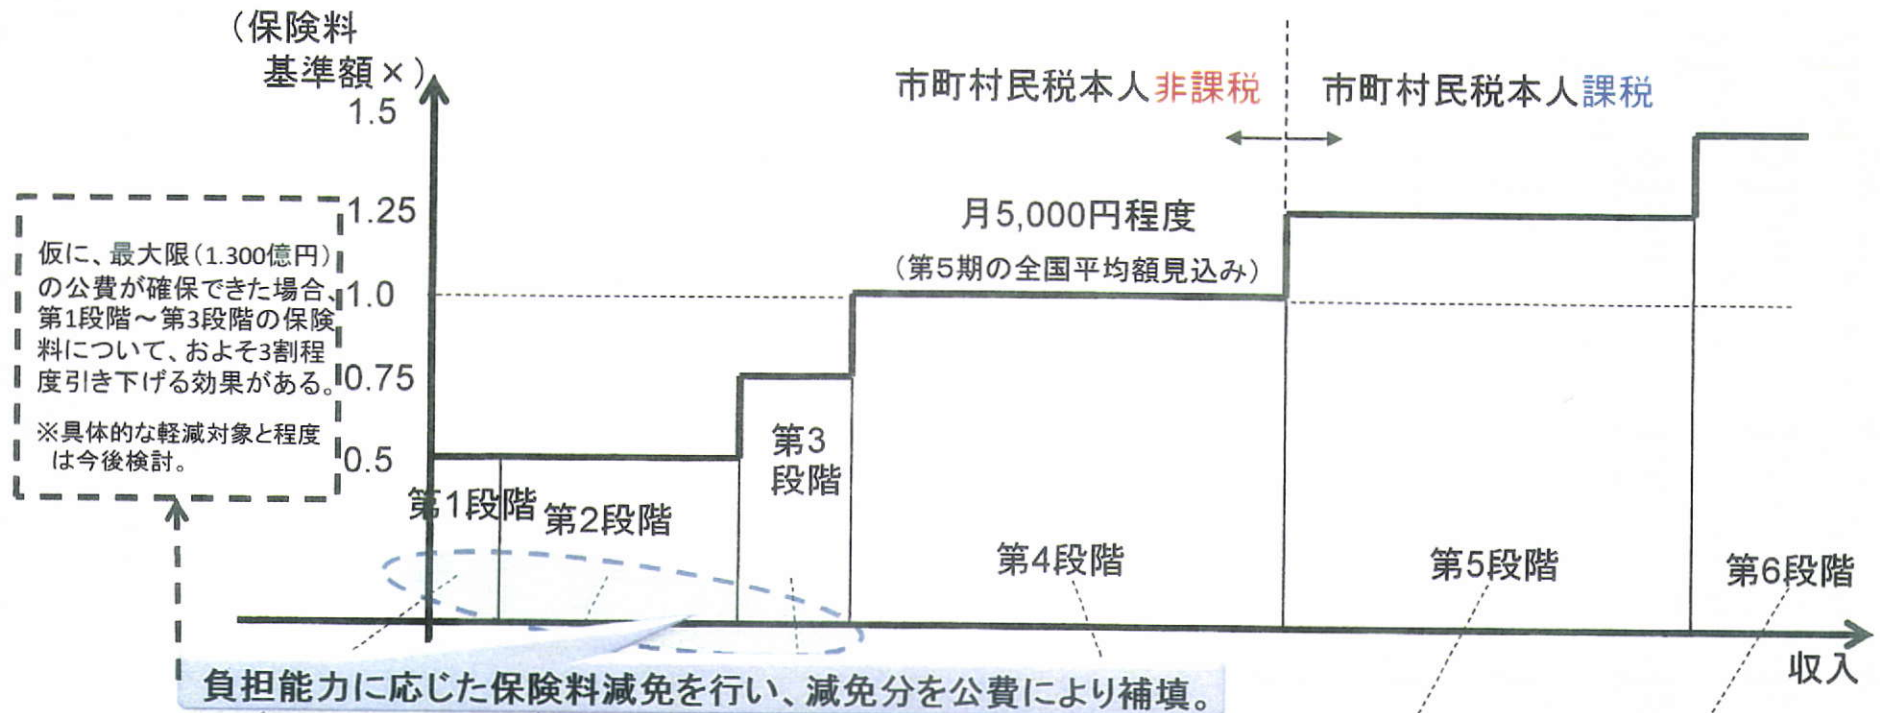 （保険料
基準額×）
1.5
1.25
1.0
0.75
0.5
市町村民税本人非課税
市町村民税本人課税
月5,000円程度
（第5期の全国平均額見込み）
仮に、最大限（1.300億円）
の公費が確保できた場合、
第1段階～第3段階の保険
料について、およそ3割程
度引き下げる効果がある。
※具体的な軽減対象と程度
は今後検討。
第1段階
第2段階
第3
段階
第4段階
第5段階
第6段階
収入
負担能力に応じた保険料減免を行い、減免分を公費により補填。